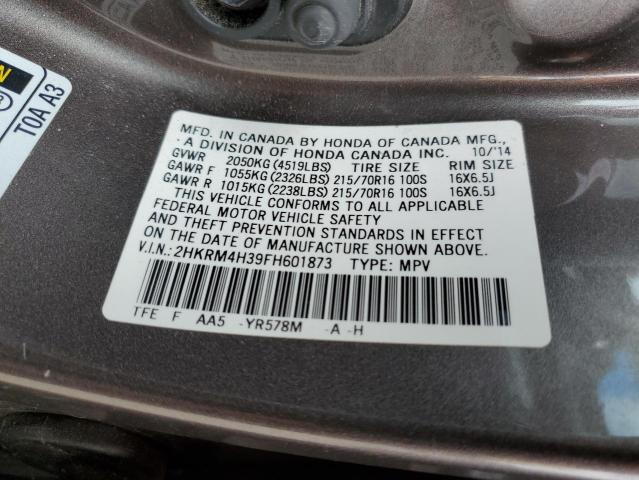 N
TOA A3
MFD. IN CANADA BY HONDA OF CANADA MFG.,
A DIVISION OF HONDA CANADA INC. 10/'14
GVWR 2050KG (4519LBS) TIRE SIZE RIM SIZE
GAWR F 1055KG (2326LBS) 215/70R16 100S 16X6.5J
GAWR R 1015KG (2238LBS) 215/70R16 100S 16X6.5J
THIS VEHICLE CONFORMS TO ALL APPLICABLE
FEDERAL MOTOR VEHICLE SAFETY
AND THEFT PREVENTION STANDARDS IN EFFECT
ON THE DATE OF MANUFACTURE SHOWN ABOVE.
V.I.N.: 2HKRM4H39FH601873 TYPE: MPV
TFE F AA5 -YR578M -A -H